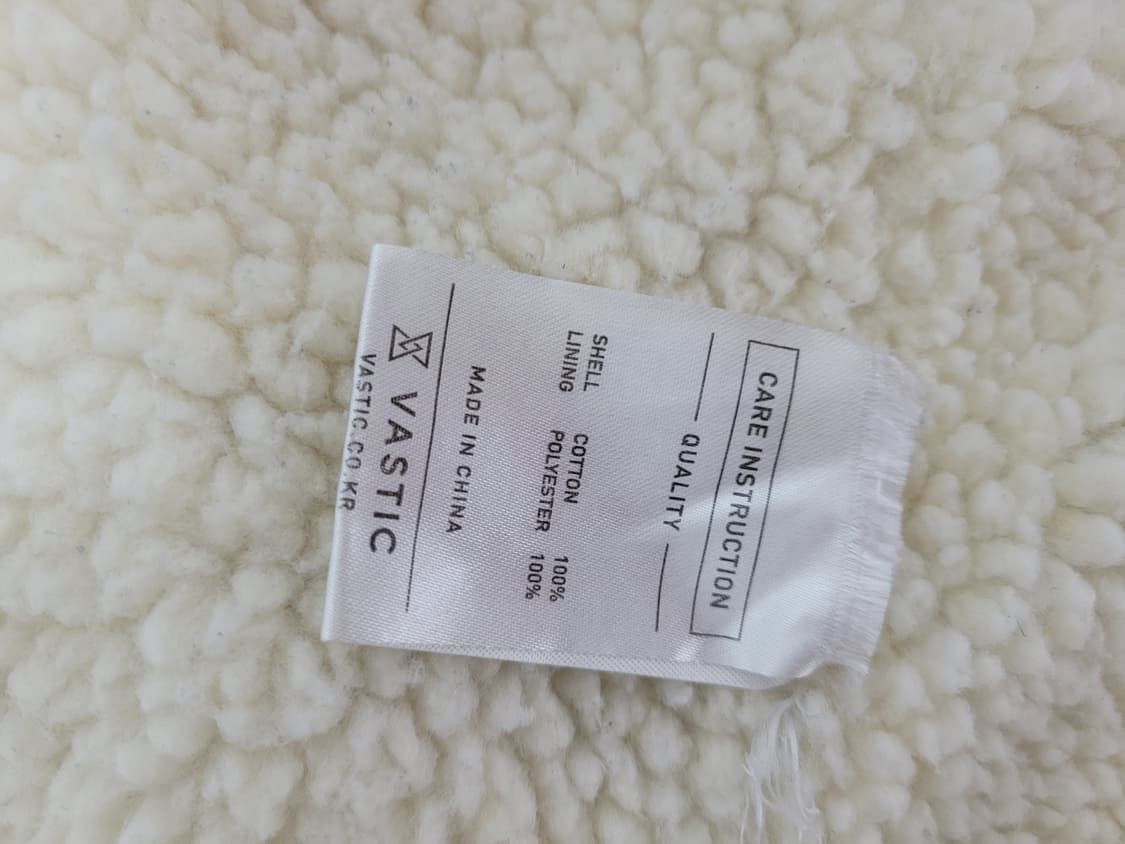 CARE INSTRUCTION
QUALITY
SHELL COTTON 100%
LINING POLYESTER 100%
MADE IN CHINA
VASTIC
VASTIC.CO.KR